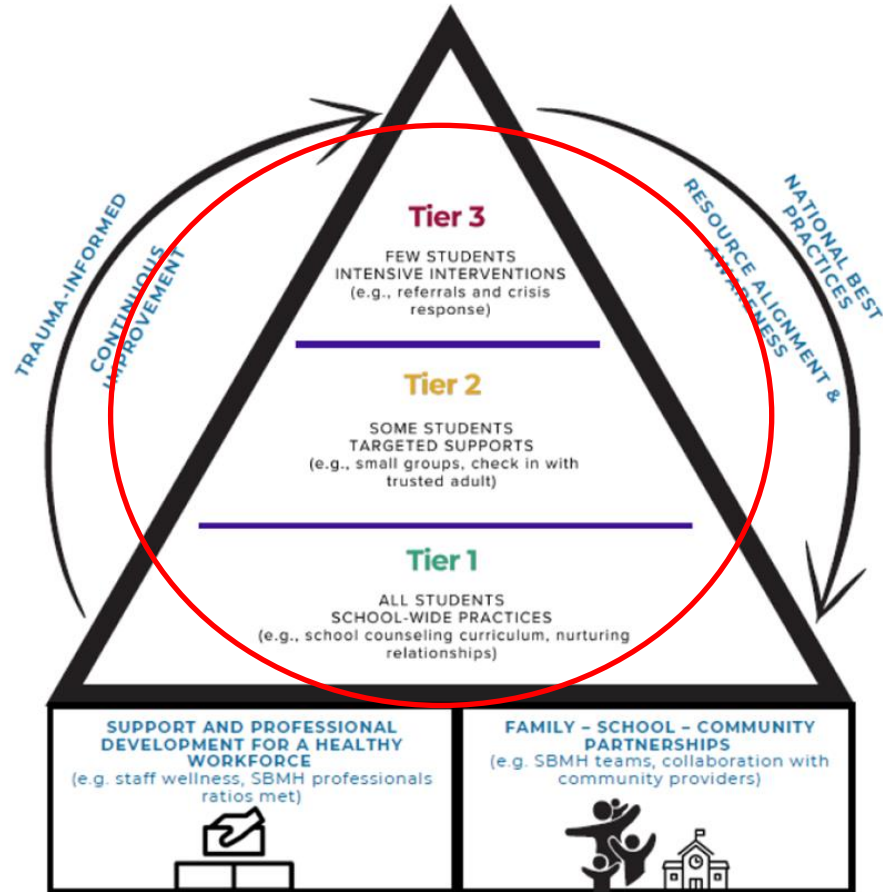 TRAUMA-INFORMED
CONTINUOUS
IMPROVEMENT
NATIONAL BEST
PRACTICES
RESOURCE ALIGNMENT &
AWARENESS
Tier 3
FEW STUDENTS
INTENSIVE INTERVENTIONS
(e.g., referrals and crisis
response)
Tier 2
SOME STUDENTS
TARGETED SUPPORTS
(e.g., small groups, check in with
trusted adult)
Tier 1
ALL STUDENTS
SCHOOL-WIDE PRACTICES
(e.g., school counseling curriculum, nurturing
relationships)
SUPPORT AND PROFESSIONAL
DEVELOPMENT FOR A HEALTHY
WORKFORCE
(e.g. staff wellness, SBMH professionals
ratios met)
FAMILY – SCHOOL – COMMUNITY
PARTNERSHIPS
(e.g. SBMH teams, collaboration with
community providers)